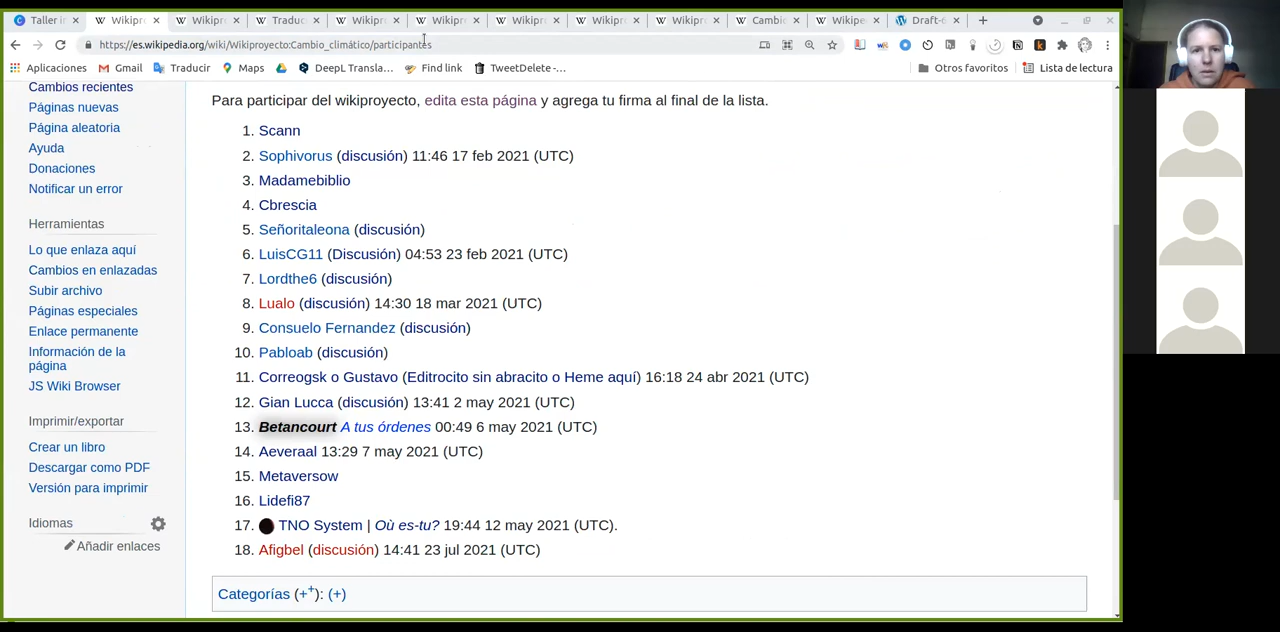 Taller ir
Wikipr
Wikipr
Traduc
Wikipr
Wikipr
Wikipr
Wikipr
Wikipr
Cambio
Wikiper
Draft-6
https://es.wikipedia.org/wiki/Wikiproyecto:Cambio_climático/participantes
Aplicaciones
Gmail
Traducir
Maps
DeepL Transla...
Find link
TweetDelete -...
Otros favoritos
Lista de lectura
Cambios recientes
Páginas nuevas
Página aleatoria
Ayuda
Donaciones
Notificar un error
Herramientas
Lo que enlaza aquí
Cambios en enlazadas
Subir archivo
Páginas especiales
Enlace permanente
Información de la
página
JS Wiki Browser
Imprimir/exportar
Crear un libro
Descargar como PDF
Versión para imprimir
Idiomas
Añadir enlaces
Para participar del wikiproyecto, edita esta página y agrega tu firma al final de la lista.
1. Scann
2. Sophivorus (discusión) 11:46 17 feb 2021 (UTC)
3. Madamebiblio
4. Cbrescia
5. Señoritaleona (discusión)
6. LuisCG11 (Discusión) 04:53 23 feb 2021 (UTC)
7. Lordthe6 (discusión)
8. Lualo (discusión) 14:30 18 mar 2021 (UTC)
9. Consuelo Fernandez (discusión)
10. Pabloab (discusión)
11. Correogsk o Gustavo (Editrocito sin abracito o Heme aquí) 16:18 24 abr 2021 (UTC)
12. Gian Lucca (discusión) 13:41 2 may 2021 (UTC)
13. Betancourt A tus órdenes 00:49 6 may 2021 (UTC)
14. Aeveraal 13:29 7 may 2021 (UTC)
15. Metaversow
16. Lidefi87
17. TNO System | Où es-tu? 19:44 12 may 2021 (UTC).
18. Afigbel (discusión) 14:41 23 jul 2021 (UTC)
Categorías (+⁺): (+)